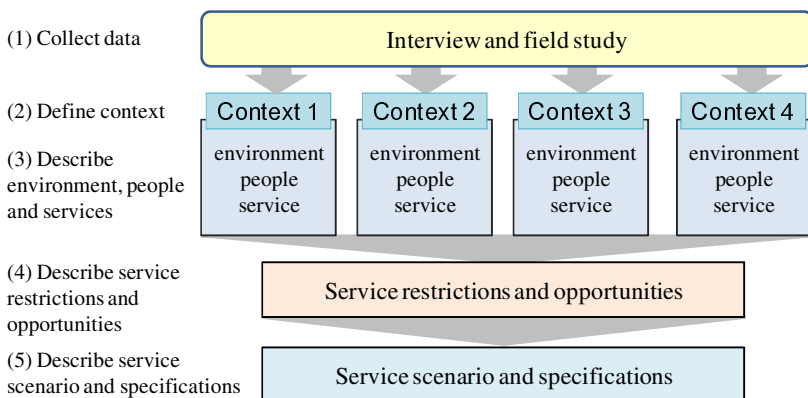 (1) Collect data
Interview and field study
(2) Define context
Context 1
Context 2
Context 3
Context 4
(3) Describe
environment, people
and services
environment
people
service
environment
people
service
environment
people
service
environment
people
service
(4) Describe service
restrictions and
opportunities
Service restrictions and opportunities
(5) Describe service
scenario and specifications
Service scenario and specifications